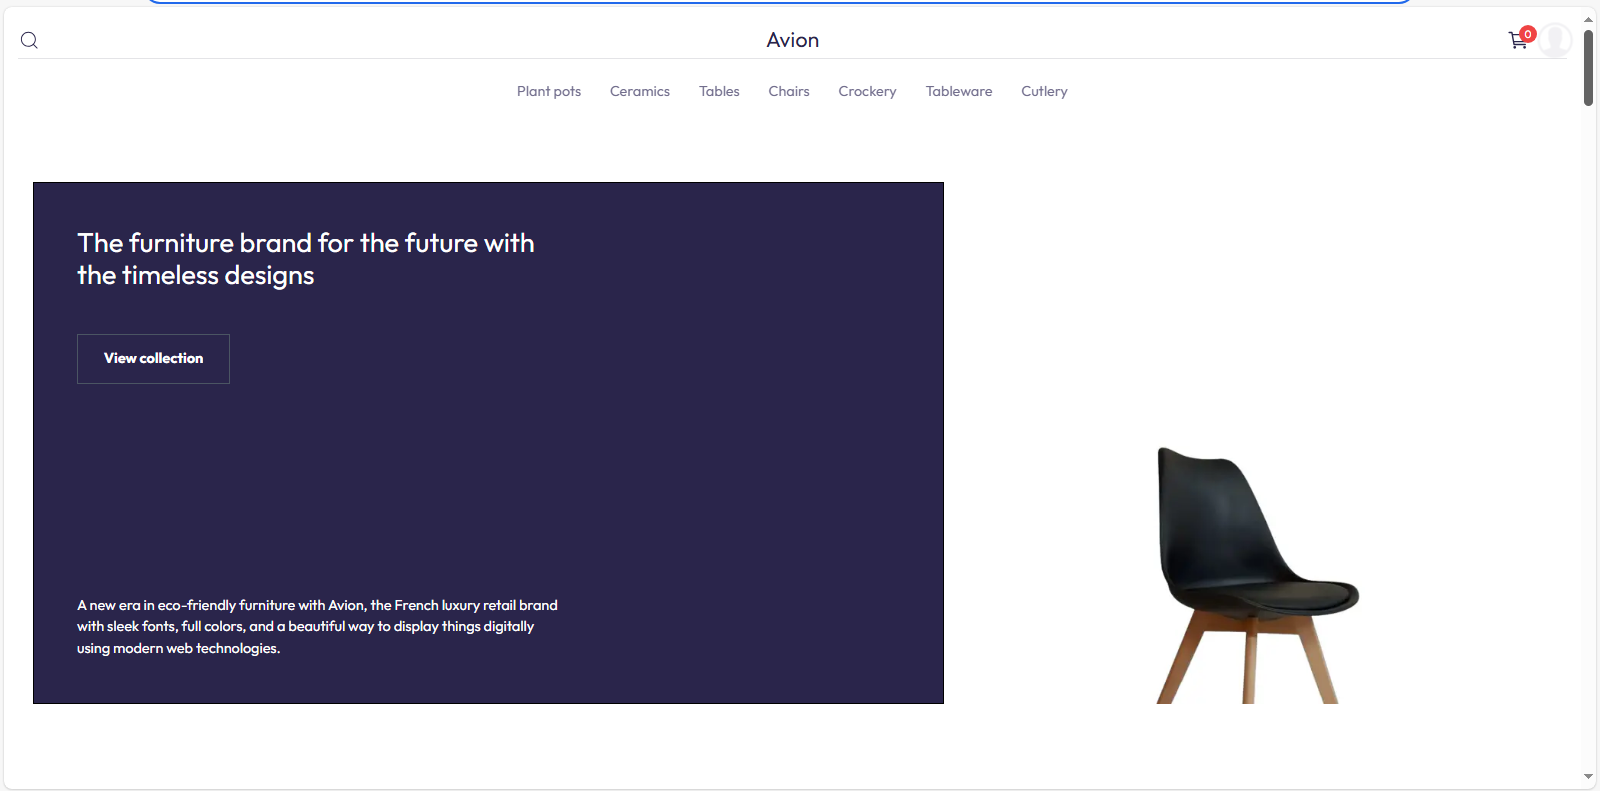 Avion
0
Plant pots Ceramics Tables Chairs Crockery Tableware Cutlery
The furniture brand for the future with
the timeless designs
View collection
A new era in eco-friendly furniture with Avion, the French luxury retail brand
with sleek fonts, full colors, and a beautiful way to display things digitally
using modern web technologies.